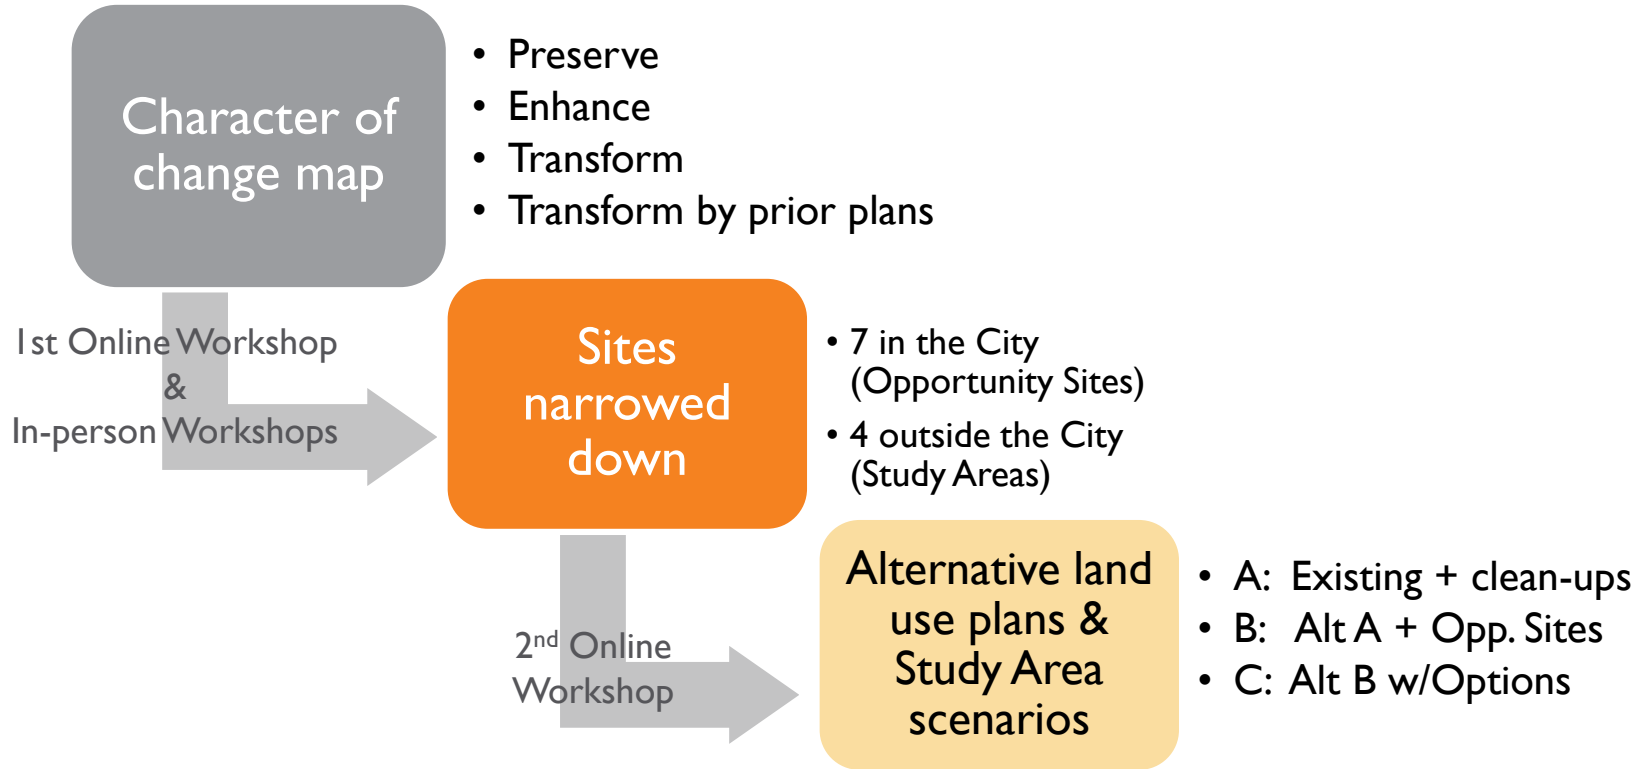 Character of
change map
• Preserve
• Enhance
• Transform
• Transform by prior plans
1st Online Workshop
&
In-person Workshops
Sites
narrowed
down
• 7 in the City
(Opportunity Sites)
• 4 outside the City
(Study Areas)
2nd Online
Workshop
Alternative land
use plans &
Study Area
scenarios
• A: Existing + clean-ups
• B: Alt A + Opp. Sites
• C: Alt B w/Options